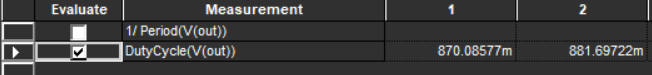 Evaluate Measurement 1 2
1/ Period(V(out))
DutyCycle(V(out)) 870.08577m 881.69722m